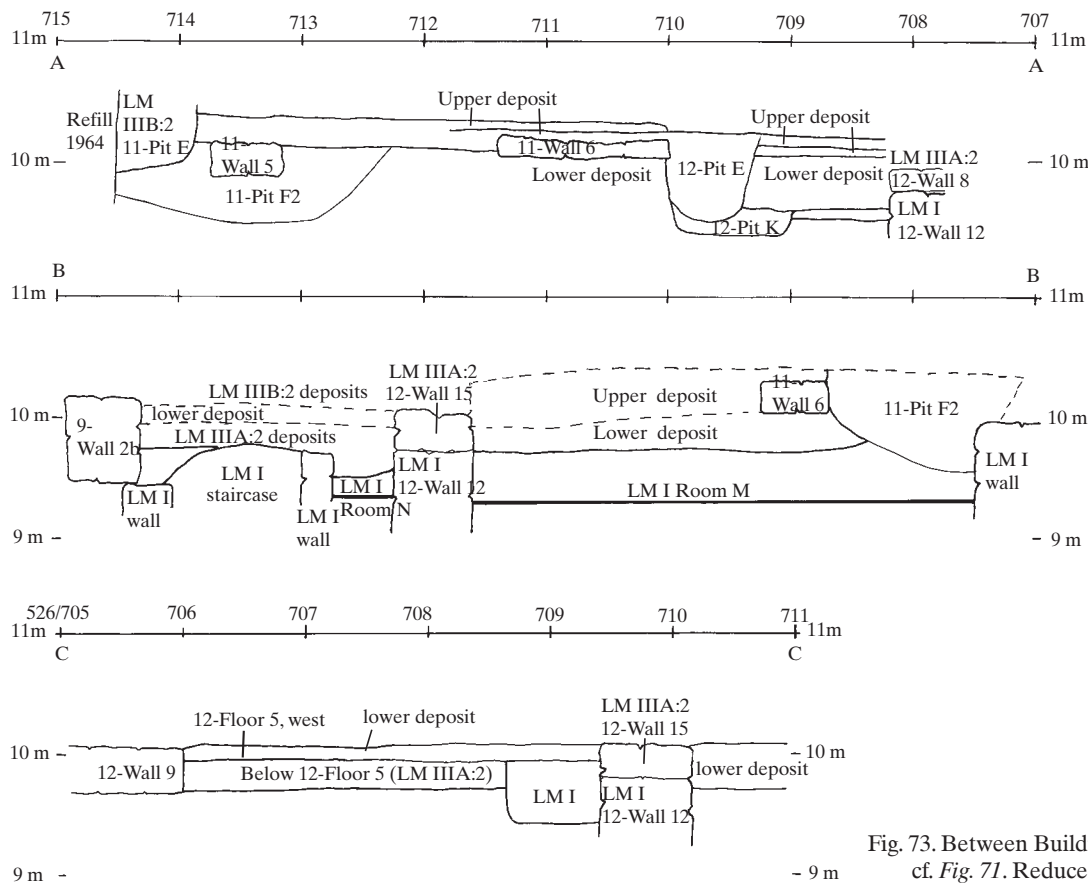 715 714 713 712 711 710 709 708 707
11m 11m
A A
LM
IIIB:2
11-Pit E
Refill
1964
Upper deposit
Upper deposit
10 m 10 m
11-
Wall 5
11-Wall 6
12-Pit E
Lower deposit
Lower deposit
LM IIIA:2
12-Wall 8
11-Pit F2
12-Pit K
LM I
12-Wall 12
B B
11m 11m
LM IIIA:2
12-Wall 15
LM IIIB:2 deposits
lower deposit
10 m 10 m
9-
Wall 2b
LM IIIA:2 deposits
Upper deposit
11-
Wall 6
11-Pit F2
Lower deposit
LM I
staircase
LM I
12-Wall 12
LM I
wall
LM I
Room N
LM I
wall
LM I Room M
LM I
wall
9 m 9 m
526/705 706 707 708 709 710 711
11m 11m
C C
12-Floor 5, west
lower deposit
LM IIIA:2
12-Wall 15
10 m 10 m
12-Wall 9
Below 12-Floor 5 (LM IIIA:2)
lower deposit
LM I
LM I
12-Wall 12
9 m 9 m
Fig. 73. Between Build
cf. Fig. 71. Reduce